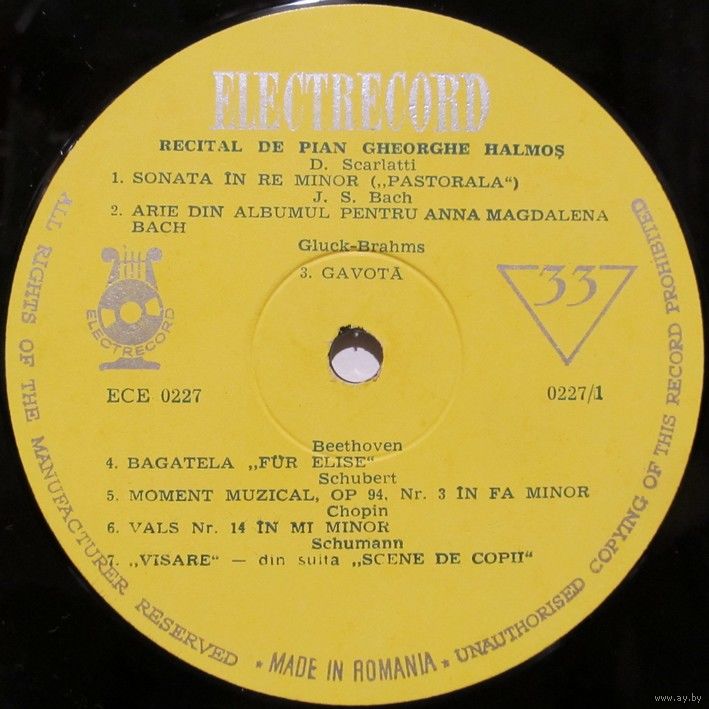 ELECTRECORD
RECITAL DE PIAN GHEORGHE HALMOȘ
D. Scarlatti
1. SONATA ÎN RE MINOR („PASTORALA“)
J. S. Bach
2. ARIE DIN ALBUMUL PENTRU ANNA MAGDALENA
BACH
Gluck-Brahms
3. GAVOTĂ
ELECTRECORD
33
ECE 0227
0227/1
Beethoven
4. BAGATELA „FÜR ELISE“
Schubert
5. MOMENT MUZICAL, OP 94, Nr. 3 ÎN FA MINOR
Chopin
6. VALS Nr. 14 ÎN MI MINOR
Schumann
7. „VISARE“ — din suita „SCENE DE COPII“
ALL RIGHTS OF THE MANUFACTURER RESERVED ★ MADE IN ROMANIA ★ UNAUTHORISED COPYING OF THIS RECORD PROHIBITED
www.ay.by